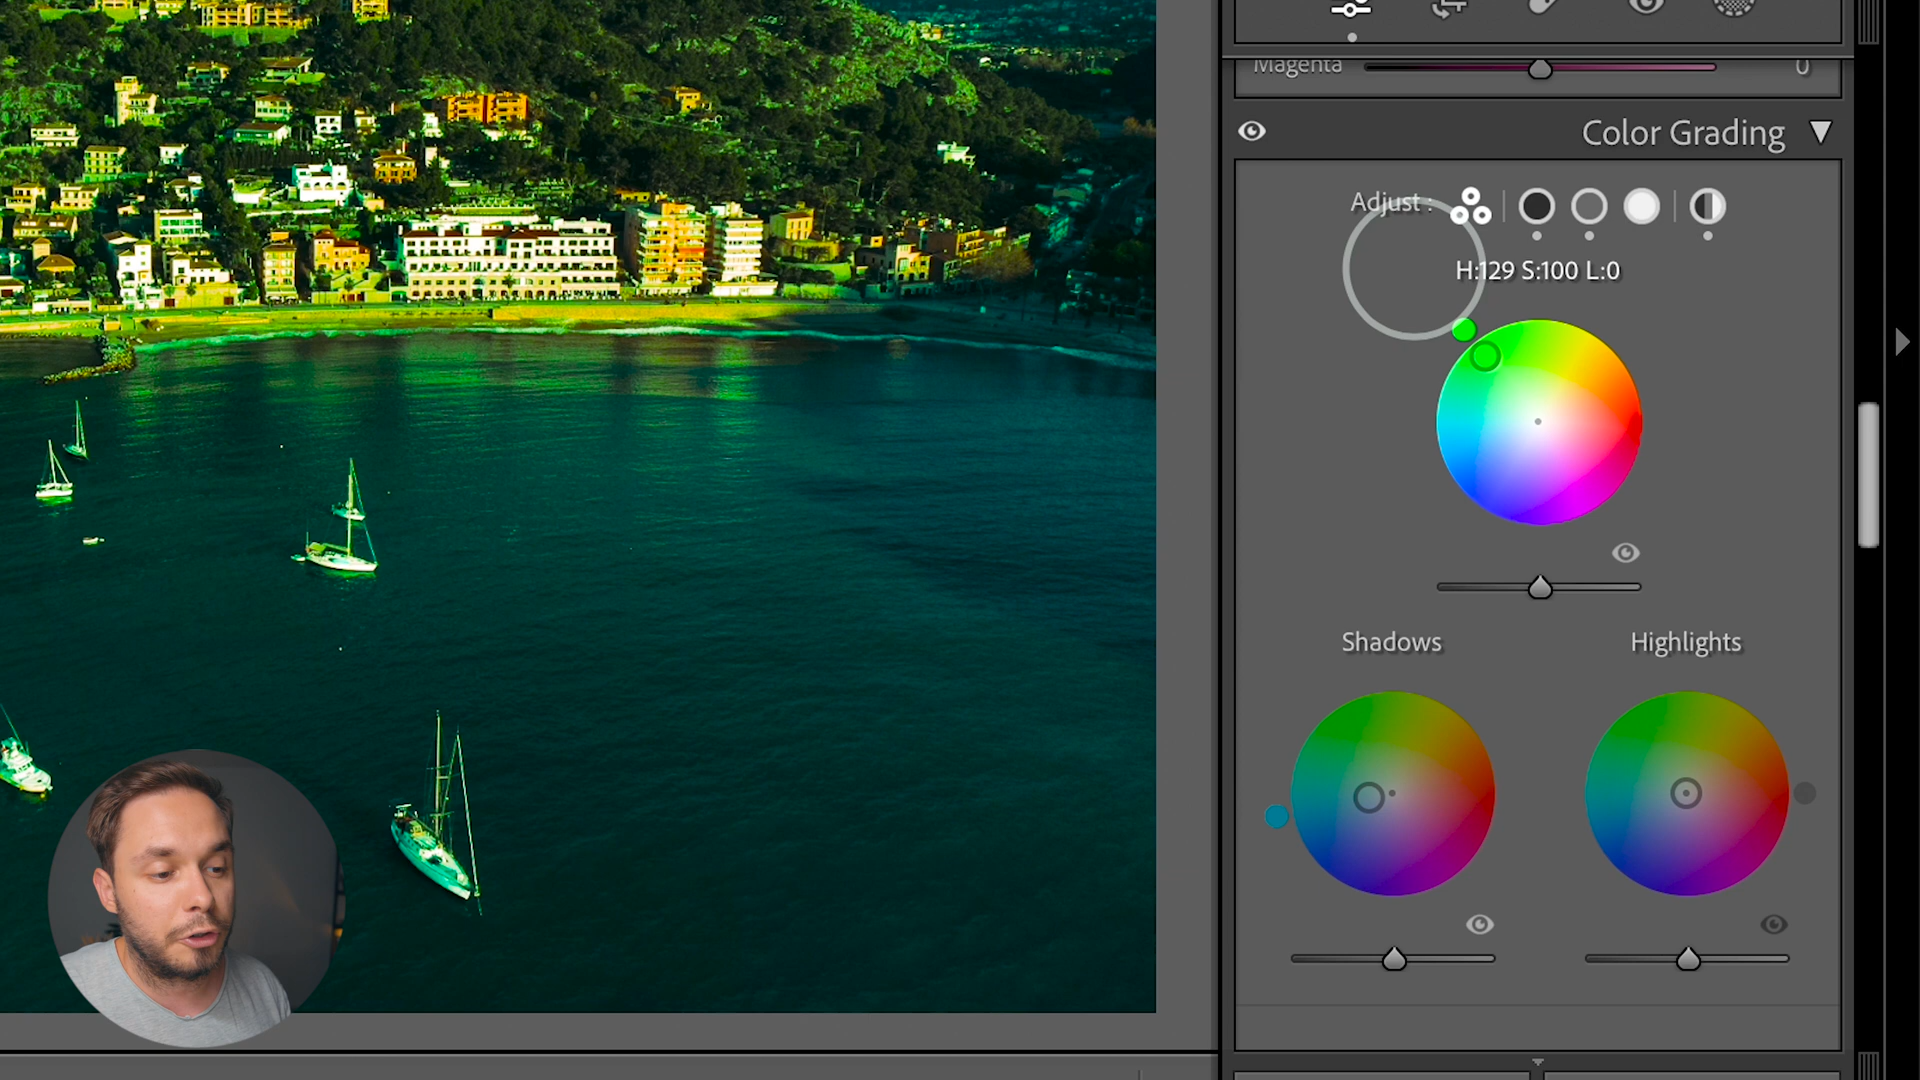 Magenta 0
Color Grading
Adjust :
H:129 S:100 L:0
Shadows Highlights